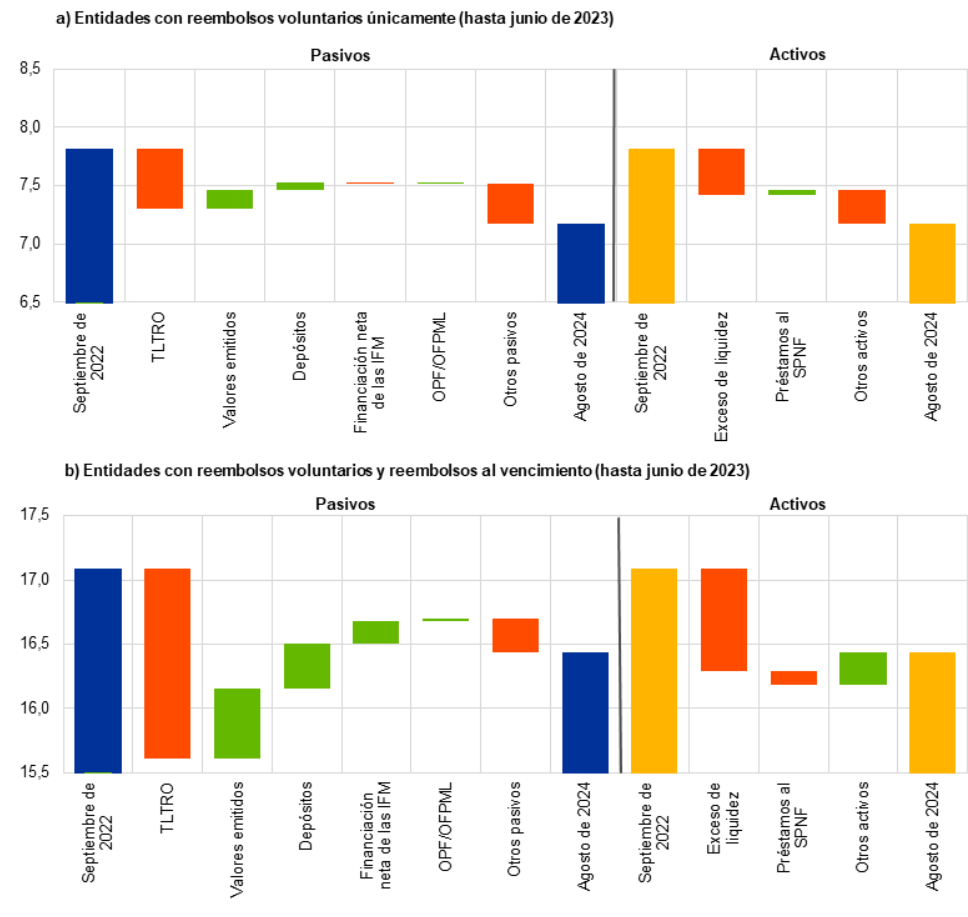 a) Entidades con reembolsos voluntarios únicamente (hasta junio de 2023)
Pasivos
Activos
8,5
8,0
7,5
7,0
6,5
Septiembre de
2022
TLTRO
Valores emitidos
Depósitos
Financiación neta
de las IFM
OPF/OFPML
Otros pasivos
Agosto de 2024
Septiembre de
2022
Exceso de liquidez
Préstamos al
SPNF
Otros activos
Agosto de 2024
b) Entidades con reembolsos voluntarios y reembolsos al vencimiento (hasta junio de 2023)
Pasivos
Activos
17,5
17,0
16,5
16,0
15,5
Septiembre de
2022
TLTRO
Valores emitidos
Depósitos
Financiación
neta de las IFM
OPF/OFPML
Otros pasivos
Agosto de 2024
Septiembre de
2022
Exceso de
liquidez
Préstamos al
SPNF
Otros activos
Agosto de 2024